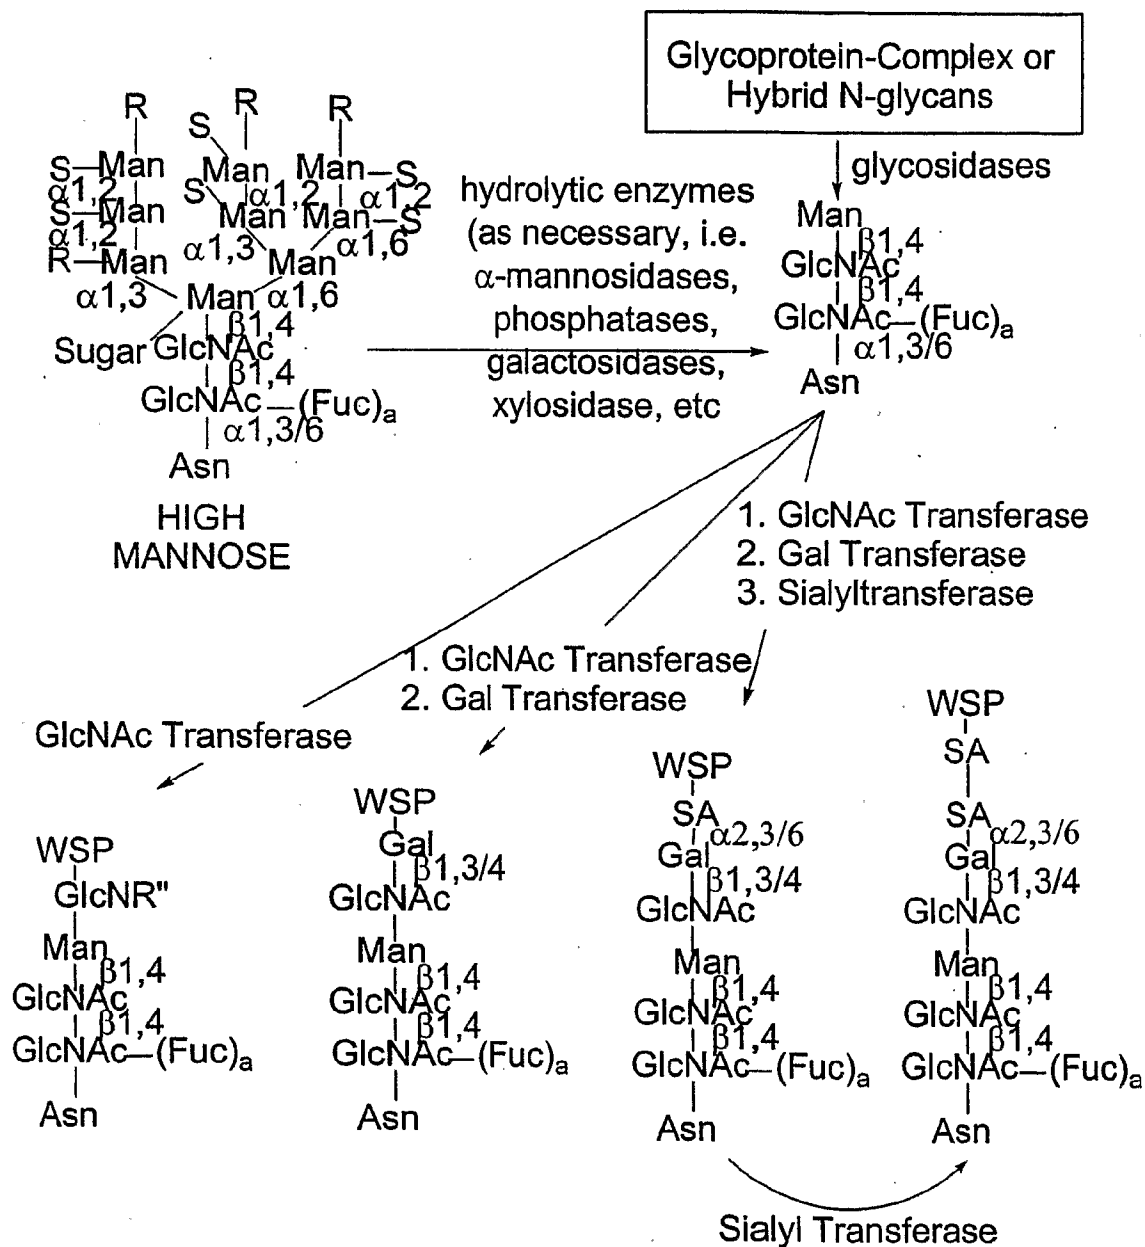 Glycoprotein-Complex or
Hybrid N-glycans
glycosidases
R
S
R
R
S–Man
Man
Man–S
α1,2
S
α1,2
α1,2
S–Man
Man
Man–S
α1,2
α1,3
α1,6
R–Man
Man
α1,3
Man
α1,6
β1,4
Sugar
GlcNAc
β1,4
GlcNAc–(Fuc)a
α1,3/6
Asn
HIGH
MANNOSE
hydrolytic enzymes
(as necessary, i.e.
α-mannosidases,
phosphatases,
galactosidases,
xylosidase, etc
Man
β1,4
GlcNAc
β1,4
GlcNAc–(Fuc)a
α1,3/6
Asn
1. GlcNAc Transferase
2. Gal Transferase
3. Sialyltransferase
1. GlcNAc Transferase
2. Gal Transferase
GlcNAc Transferase
WSP
GlcNR"
Man
β1,4
GlcNAc
β1,4
GlcNAc–(Fuc)a
Asn
WSP
Gal
β1,3/4
GlcNAc
Man
β1,4
GlcNAc
β1,4
GlcNAc–(Fuc)a
Asn
WSP
SA
α2,3/6
Gal
β1,3/4
GlcNAc
Man
β1,4
GlcNAc
β1,4
GlcNAc–(Fuc)a
Asn
WSP
SA
SA
α2,3/6
Gal
β1,3/4
GlcNAc
Man
β1,4
GlcNAc
β1,4
GlcNAc–(Fuc)a
Asn
Sialyl Transferase